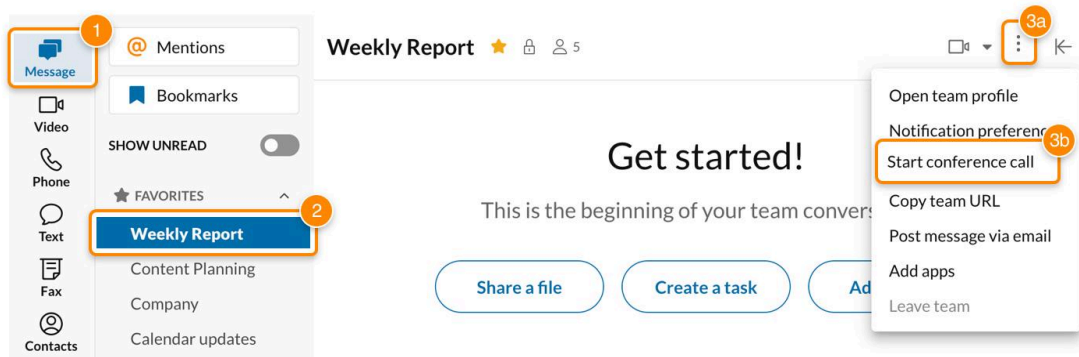 1
Message
Video
Phone
Text
Fax
Contacts
@ Mentions
Bookmarks
SHOW UNREAD
FAVORITES
2
Weekly Report
Content Planning
Company
Calendar updates
Weekly Report 5
3a
Get started!
This is the beginning of your team conver
Share a file
Create a task
Ad
Open team profile
Notification preferenc
3b
Start conference call
Copy team URL
Post message via email
Add apps
Leave team